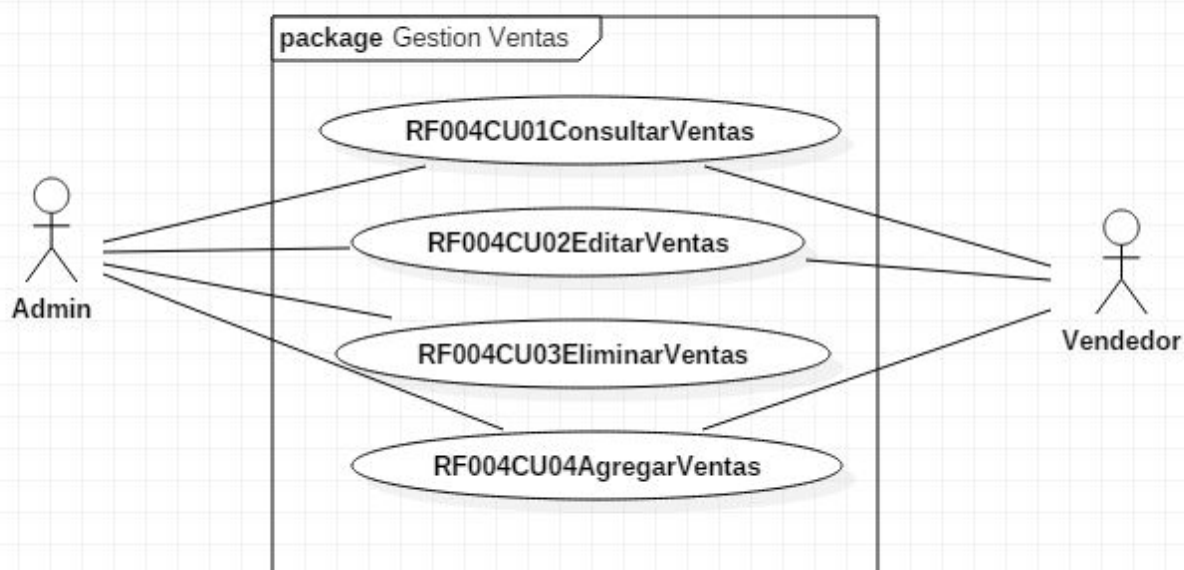 package Gestion Ventas
RF004CU01ConsultarVentas
RF004CU02EditarVentas
Admin
Vendedor
RF004CU03EliminarVentas
RF004CU04AgregarVentas